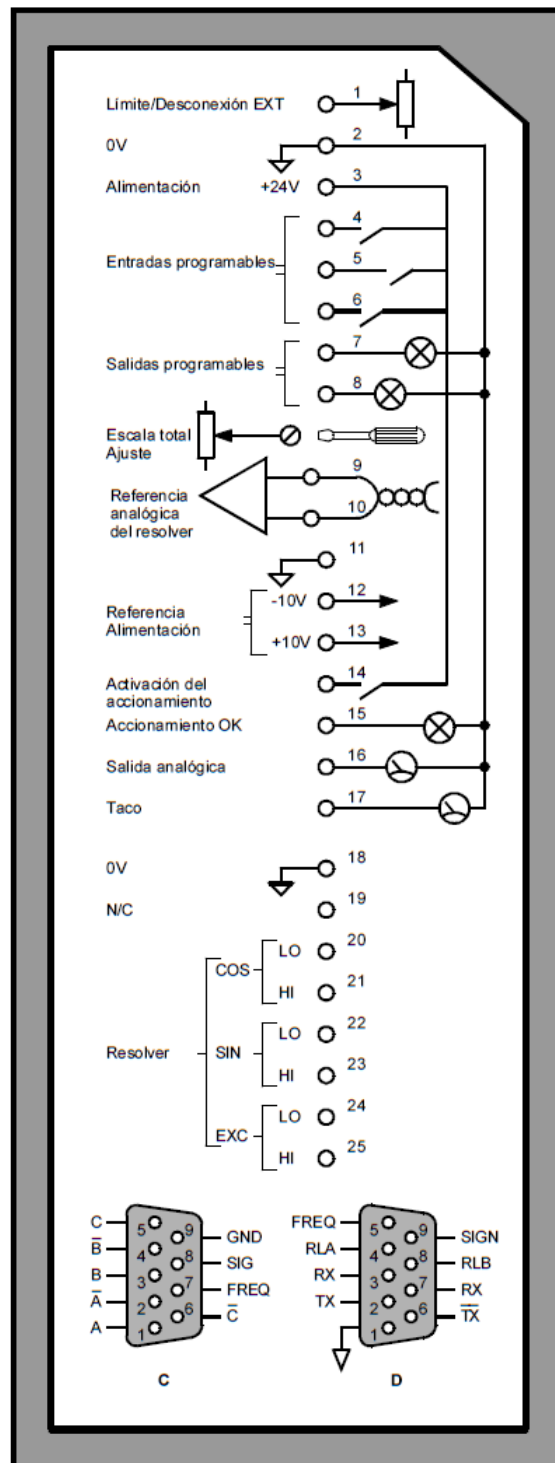 Límite/Desconexión EXT 1
0V 2
Alimentación +24V 3
4
Entradas programables 5
6
7
Salidas programables 8
Escala total
Ajuste
9
Referencia
analógica
del resolver
10
11
-10V 12
Referencia
Alimentación
+10V 13
Activación del
accionamiento
14
Accionamiento OK 15
Salida analógica 16
Taco 17
0V 18
N/C 19
COS LO 20
HI 21
Resolver SIN LO 22
HI 23
EXC LO 24
HI 25
C 5 9 GND
B̅ 4 8 SIG
B 3 7 FREQ
A̅ 2 6 C̅
A 1
C
FREQ 5 9 SIGN
RLA 4 8 RLB
RX 3 7 RX
TX 2 6 T̅X̅
1
D